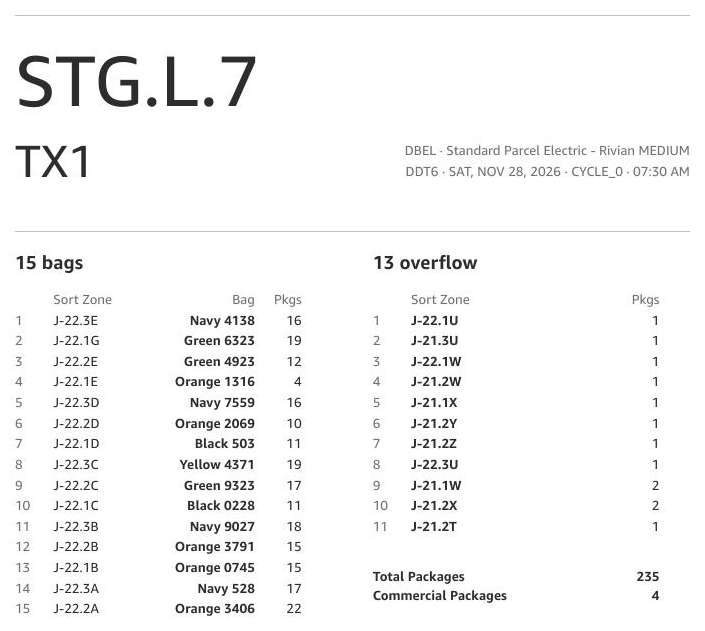 STG.L.7
TX1
DBEL · Standard Parcel Electric - Rivian MEDIUM
DDT6 · SAT, NOV 28, 2026 · CYCLE_0 · 07:30 AM
15 bags
Sort Zone Bag Pkgs
1 J-22.3E Navy 4138 16
2 J-22.1G Green 6323 19
3 J-22.2E Green 4923 12
4 J-22.1E Orange 1316 4
5 J-22.3D Navy 7559 16
6 J-22.2D Orange 2069 10
7 J-22.1D Black 503 11
8 J-22.3C Yellow 4371 19
9 J-22.2C Green 9323 17
10 J-22.1C Black 0228 11
11 J-22.3B Navy 9027 18
12 J-22.2B Orange 3791 15
13 J-22.1B Orange 0745 15
14 J-22.3A Navy 528 17
15 J-22.2A Orange 3406 22
13 overflow
Sort Zone Pkgs
1 J-22.1U 1
2 J-21.3U 1
3 J-22.1W 1
4 J-21.2W 1
5 J-21.1X 1
6 J-21.2Y 1
7 J-21.2Z 1
8 J-22.3U 1
9 J-21.1W 2
10 J-21.2X 2
11 J-21.2T 1
Total Packages 235
Commercial Packages 4